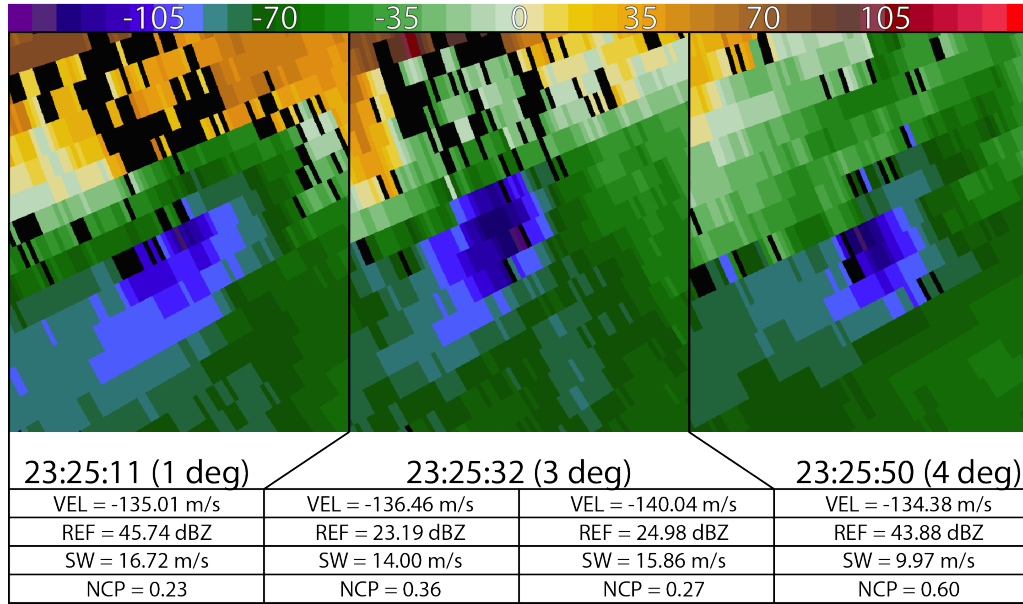 -105 -70 -35 0 35 70 105
23:25:11 (1 deg) 23:25:32 (3 deg) 23:25:50 (4 deg)
VEL = -135.01 m/s VEL = -136.46 m/s VEL = -140.04 m/s VEL = -134.38 m/s
REF = 45.74 dBZ REF = 23.19 dBZ REF = 24.98 dBZ REF = 43.88 dBZ
SW = 16.72 m/s SW = 14.00 m/s SW = 15.86 m/s SW = 9.97 m/s
NCP = 0.23 NCP = 0.36 NCP = 0.27 NCP = 0.60